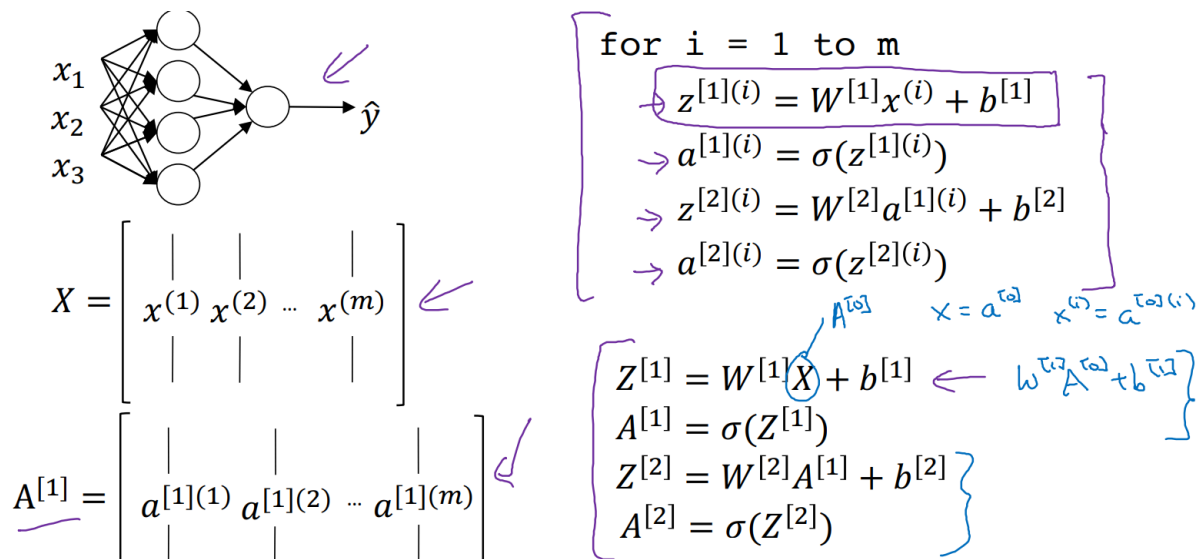 x₁
x₂
x₃
ŷ
X = [ x⁽¹⁾ x⁽²⁾ ... x⁽ᵐ⁾ ]
A^[1] = [ a^[1](1) a^[1](2) ... a^[1](m) ]
for i = 1 to m
→ z^[1](i) = W^[1]x^(i) + b^[1]
→ a^[1](i) = σ(z^[1](i))
→ z^[2](i) = W^[2]a^[1](i) + b^[2]
→ a^[2](i) = σ(z^[2](i))
A^[0] x = a^[0] x^(i) = a^[0](i)
Z^[1] = W^[1]X + b^[1] ← W^[1]A^[0] + b^[1]
A^[1] = σ(Z^[1])
Z^[2] = W^[2]A^[1] + b^[2]
A^[2] = σ(Z^[2])